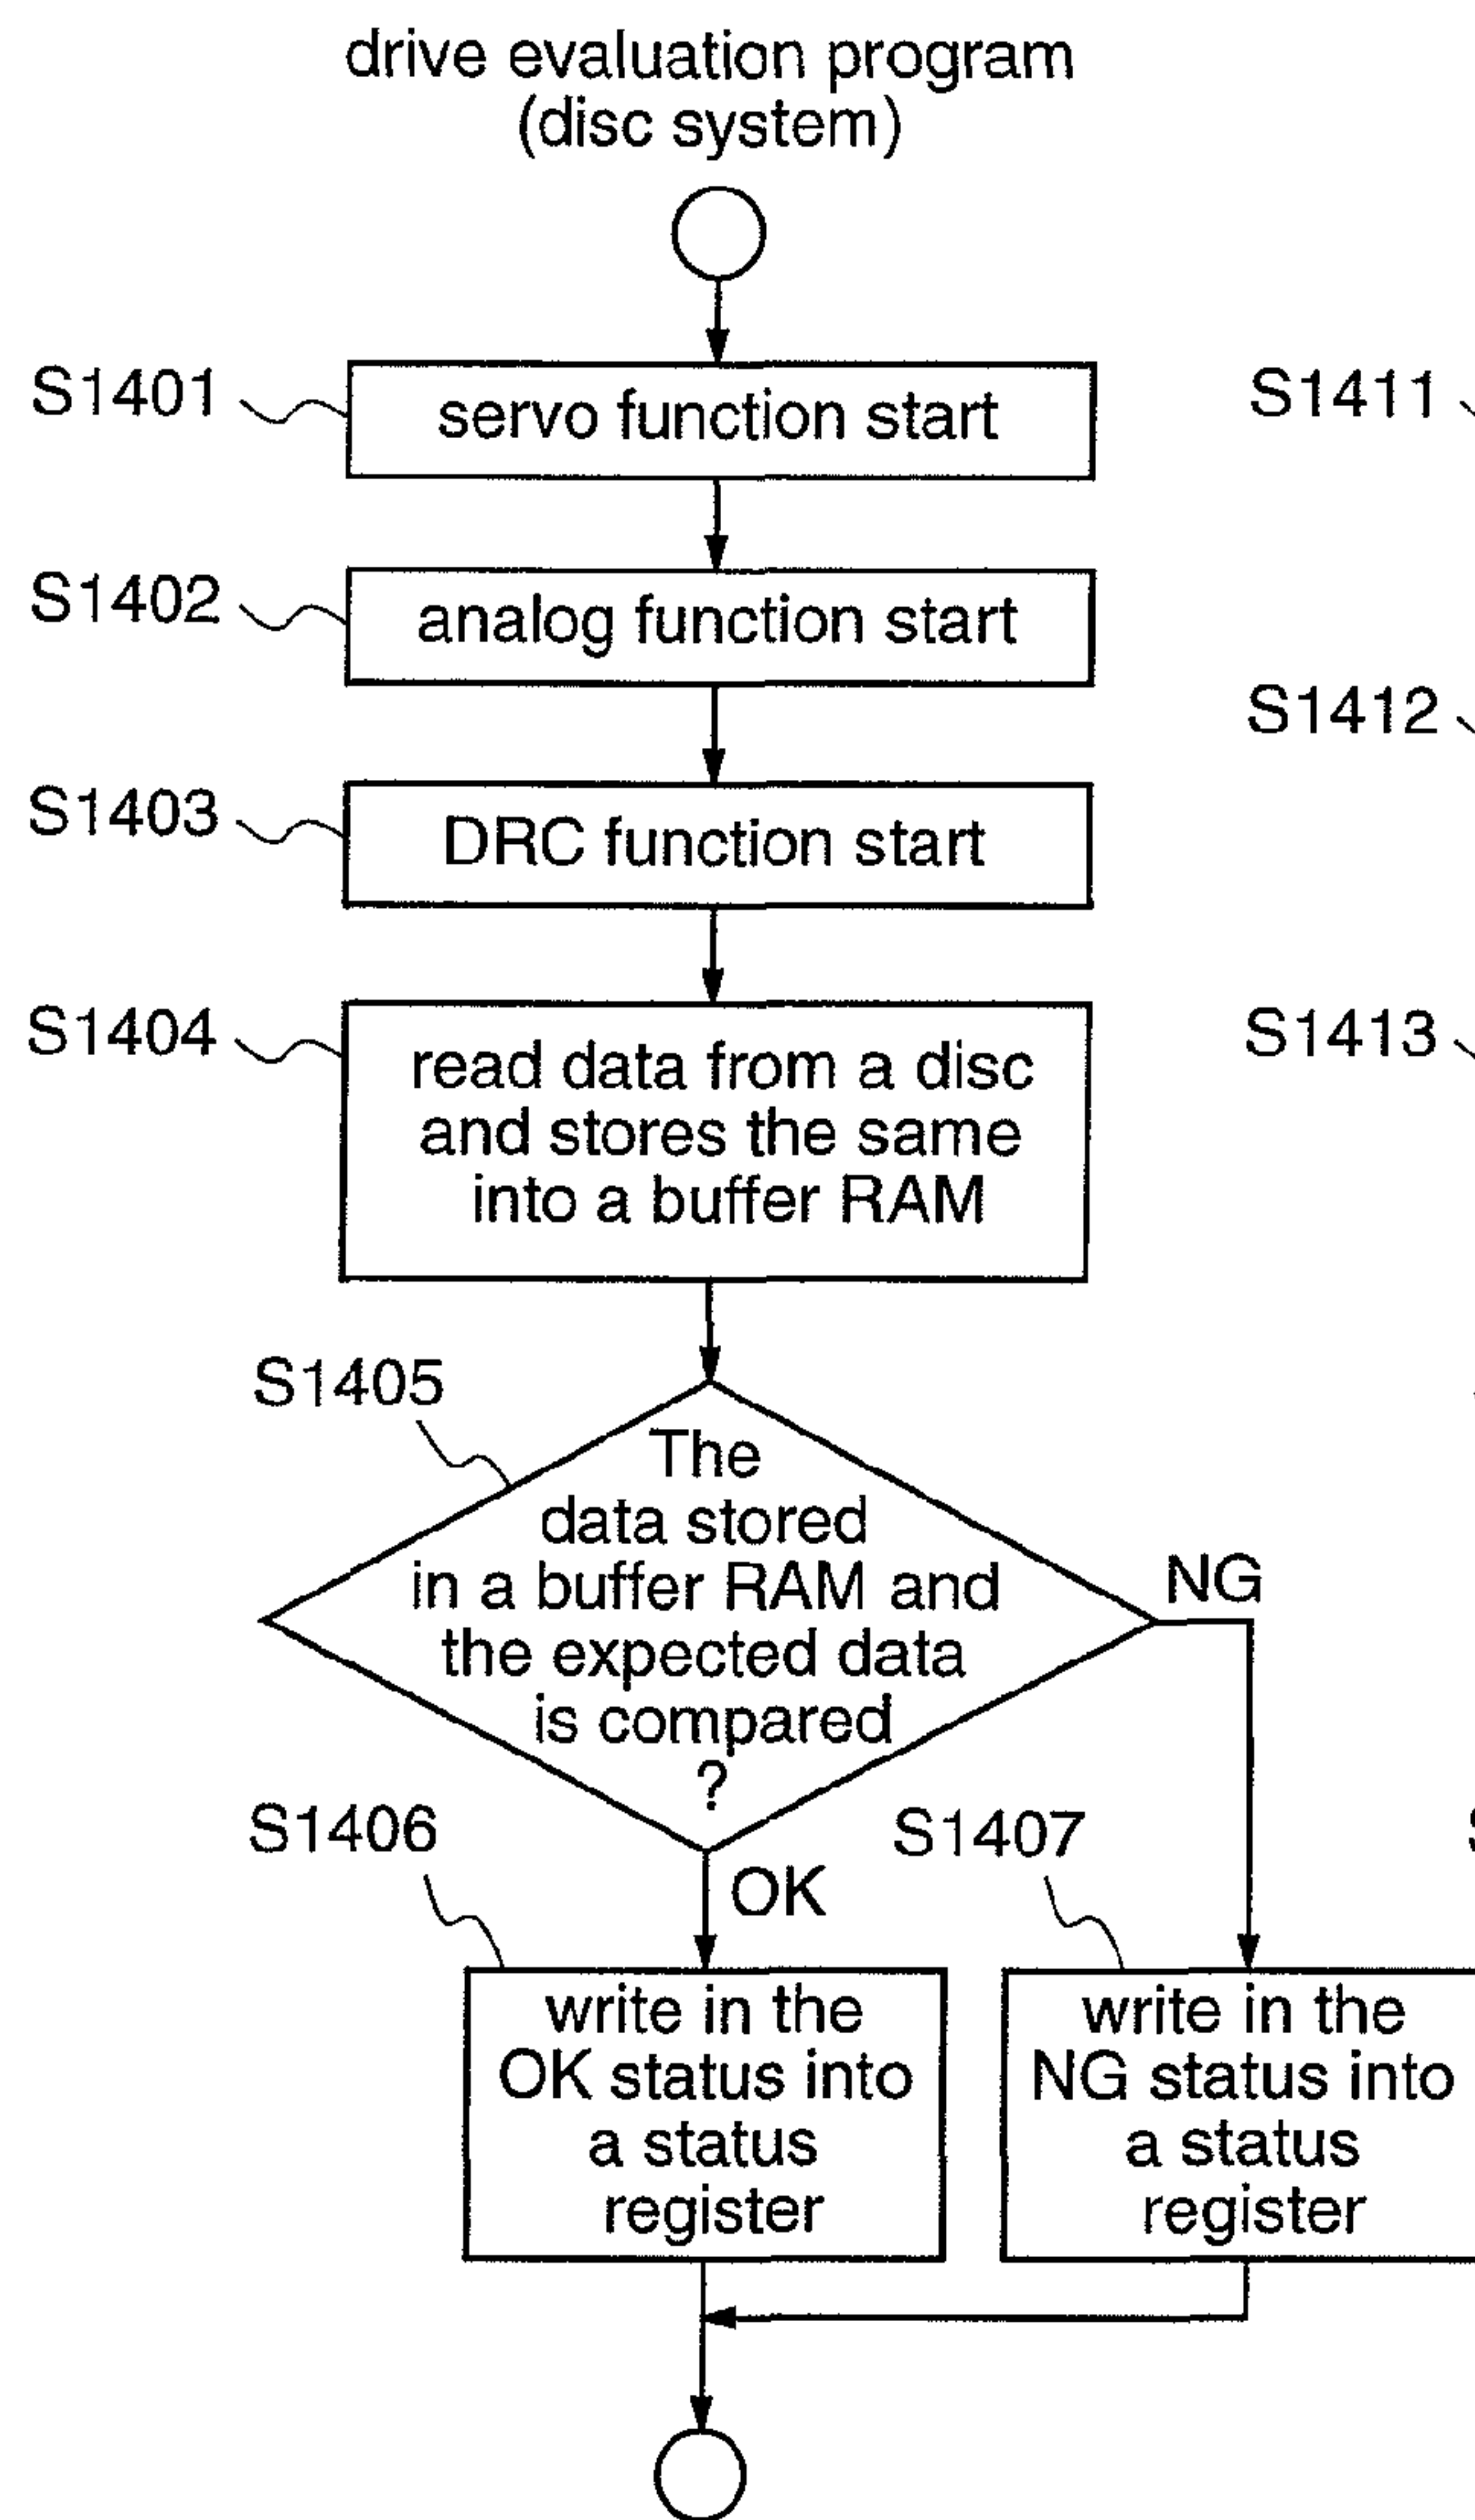 drive evaluation program
(disc system)
S1401
servo function start
S1411
S1402
analog function start
S1412
S1403
DRC function start
S1404
read data from a disc
and stores the same
into a buffer RAM
S1413
S1405
The
data stored
in a buffer RAM and
the expected data
is compared
?
NG
S1406
OK
S1407
write in the
OK status into
a status
register
write in the
NG status into
a status
register